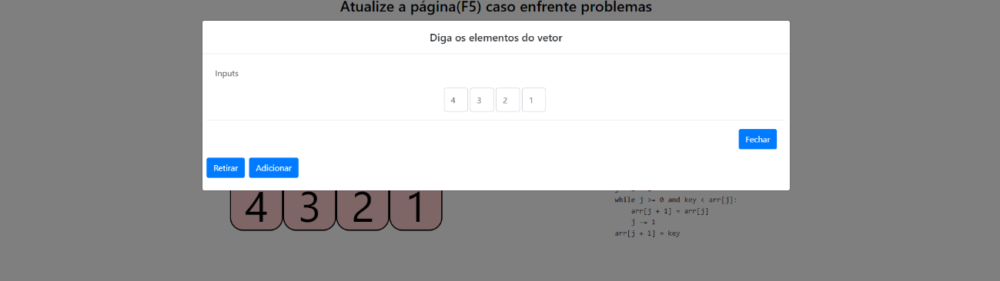 Atualize a página(F5) caso enfrente problemas
Diga os elementos do vetor
Inputs
4 3 2 1
Fechar
Retirar Adicionar
4 3 2 1
while j >= 0 and key < arr[j]:
arr[j + 1] = arr[j]
j -= 1
arr[j + 1] = key